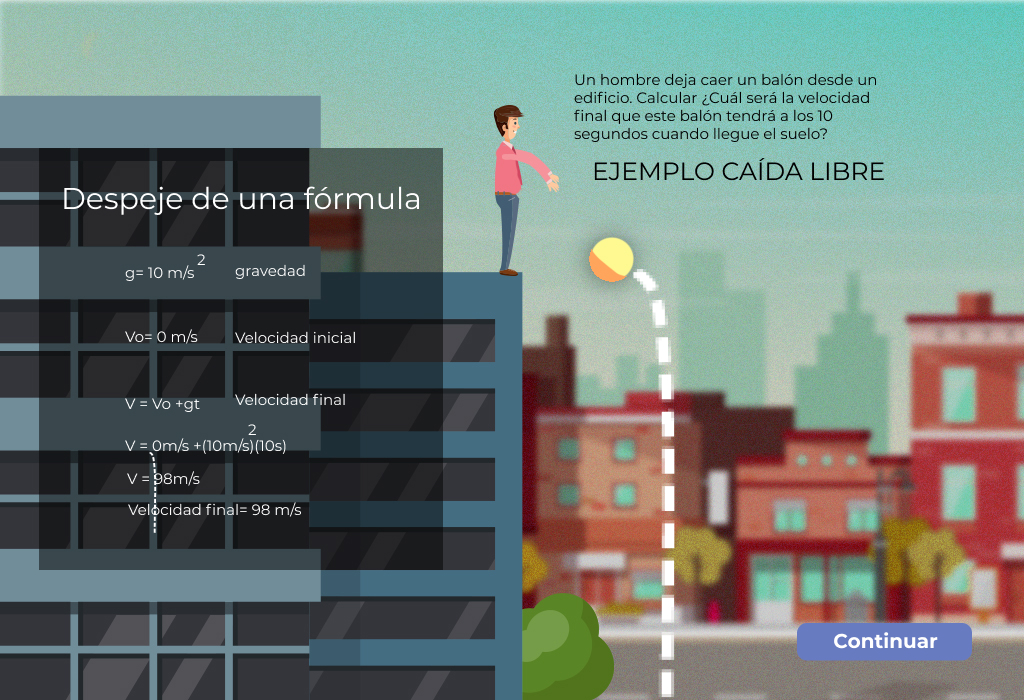 Un hombre deja caer un balón desde un
edificio. Calcular ¿Cuál será la velocidad
final que este balón tendrá a los 10
segundos cuando llegue el suelo?
EJEMPLO CAÍDA LIBRE
Despeje de una fórmula
g= 10 m/s² gravedad
Vo= 0 m/s Velocidad inicial
V = Vo +gt Velocidad final
V = 0m/s +(10m/s)²(10s)
V = 98m/s
Velocidad final= 98 m/s
Continuar